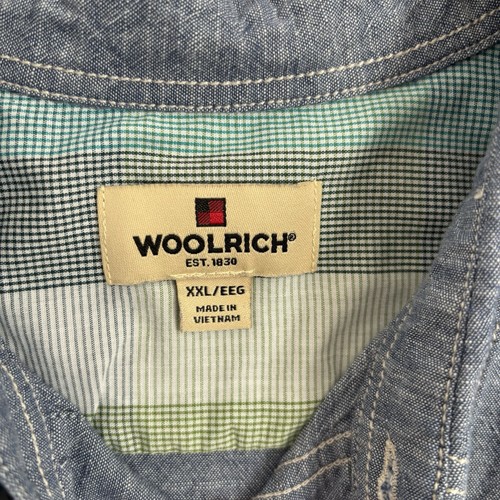 WOOLRICH®
EST. 1830
XXL/EEG
MADE IN
VIETNAM